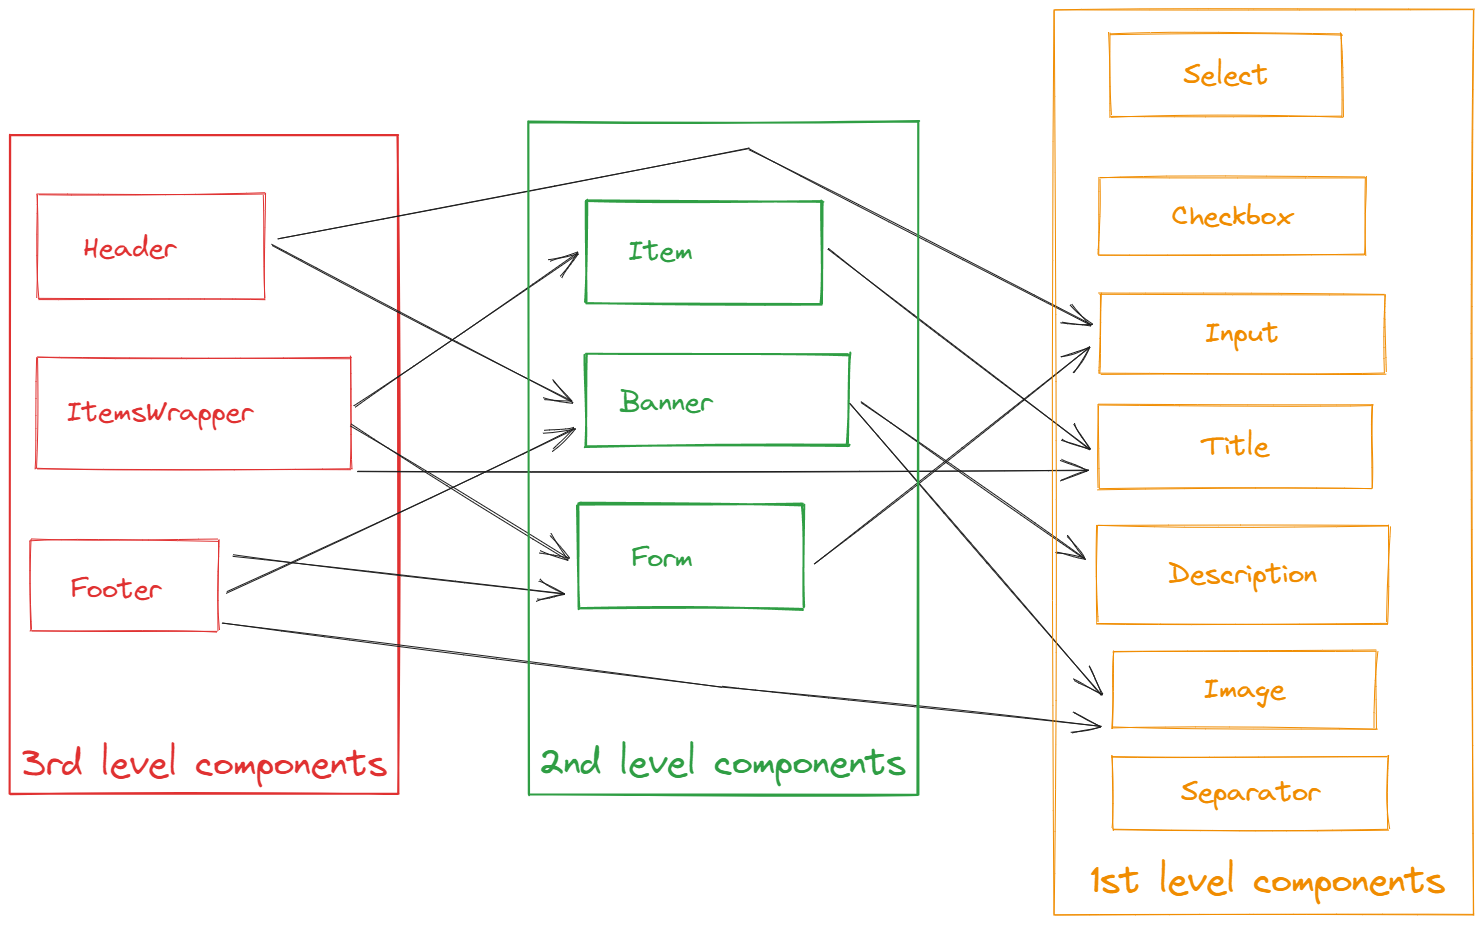 Header
ItemsWrapper
Footer
3rd level components
Item
Banner
Form
2nd level components
Select
Checkbox
Input
Title
Description
Image
Separator
1st level components